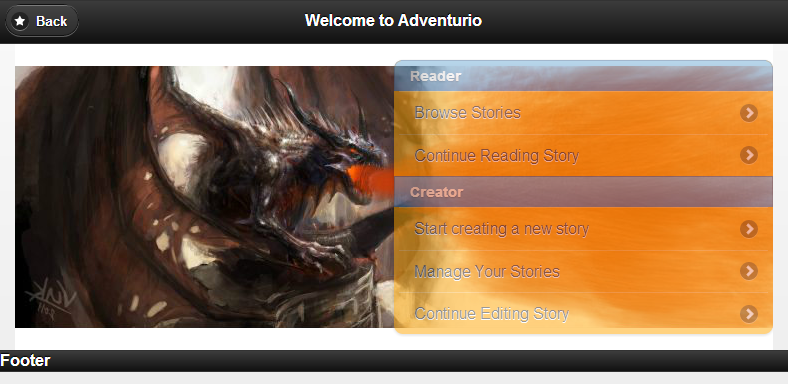 Back
Welcome to Adventurio
Reader
Browse Stories
Continue Reading Story
Creator
Start creating a new story
Manage Your Stories
Continue Editing Story
Footer